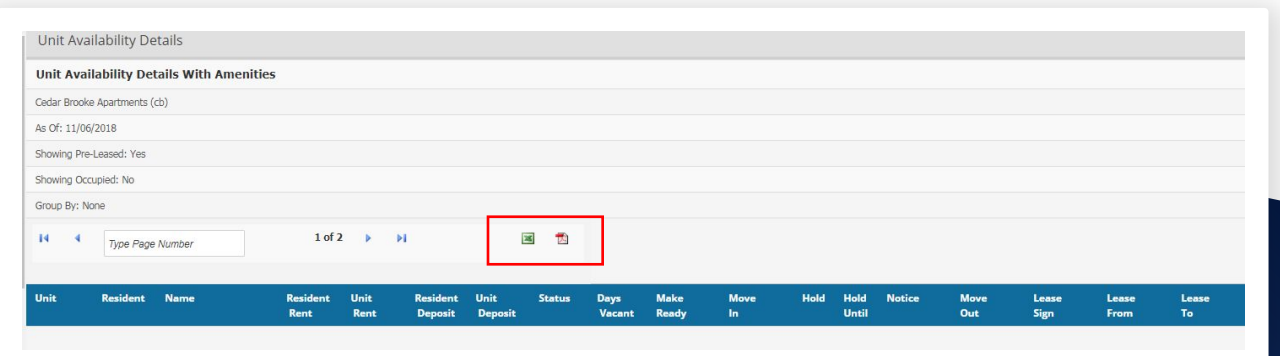 Unit Availability Details
Unit Availability Details With Amenities
Cedar Brooke Apartments (cb)
As Of: 11/06/2018
Showing Pre-Leased: Yes
Showing Occupied: No
Group By: None
Type Page Number 1 of 2
Unit Resident Name Resident Rent Unit Rent Resident Deposit Unit Deposit Status Days Vacant Make Ready Move In Hold Hold Until Notice Move Out Lease Sign Lease From Lease To